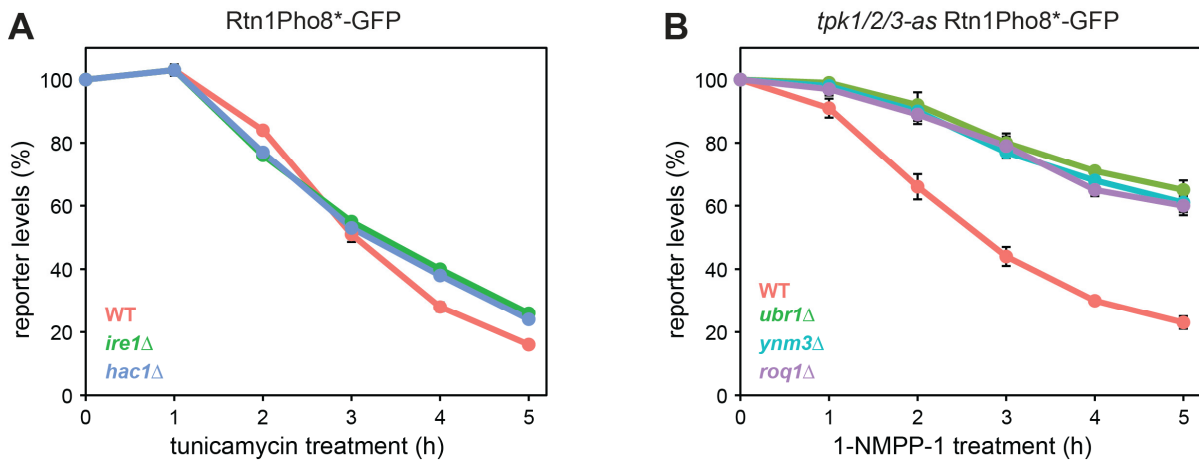 A
Rtn1Pho8*-GFP
reporter levels (%)
100
80
60
40
20
0
WT
ire1Δ
hac1Δ
0 1 2 3 4 5
tunicamycin treatment (h)
B
tpk1/2/3-as Rtn1Pho8*-GFP
reporter levels (%)
100
80
60
40
20
0
WT
ubr1Δ
ynm3Δ
roq1Δ
0 1 2 3 4 5
1-NMPP-1 treatment (h)